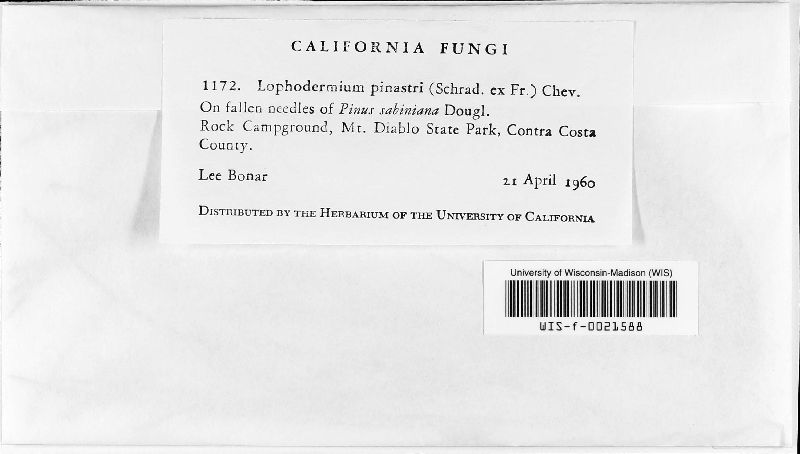 CALIFORNIA FUNGI
1172. Lophodermium pinastri (Schrad. ex Fr.) Chev.
On fallen needles of Pinus sabiniana Dougl.
Rock Campground, Mt. Diablo State Park, Contra Costa
County.
Lee Bonar 21 April 1960
DISTRIBUTED BY THE HERBARIUM OF THE UNIVERSITY OF CALIFORNIA
University of Wisconsin-Madison (WIS)
WIS-f-0021588